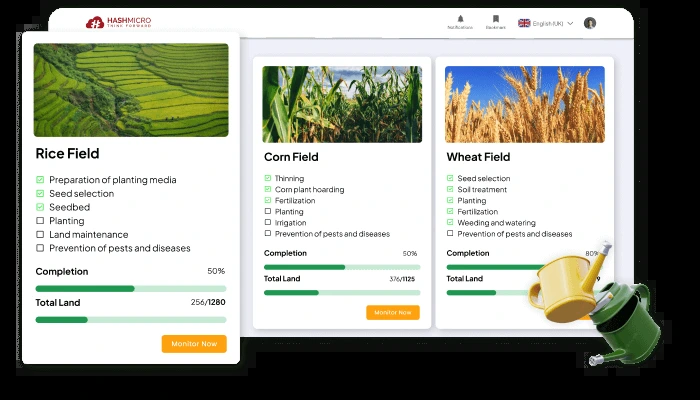 HASHMICRO
THINK FORWARD
Notifications
Bookmark
English (UK)
Rice Field
Preparation of planting media
Seed selection
Seedbed
Planting
Land maintenance
Prevention of pests and diseases
Completion 50%
Total Land 256/1280
Monitor Now
Corn Field
Thinning
Corn plant hoarding
Fertilization
Planting
Irrigation
Prevention of pests and diseases
Completion 50%
Total Land 376/1125
Monitor Now
Wheat Field
Seed selection
Soil treatment
Planting
Fertilization
Weeding and watering
Prevention of pests and diseases
Completion 80%
Total Land